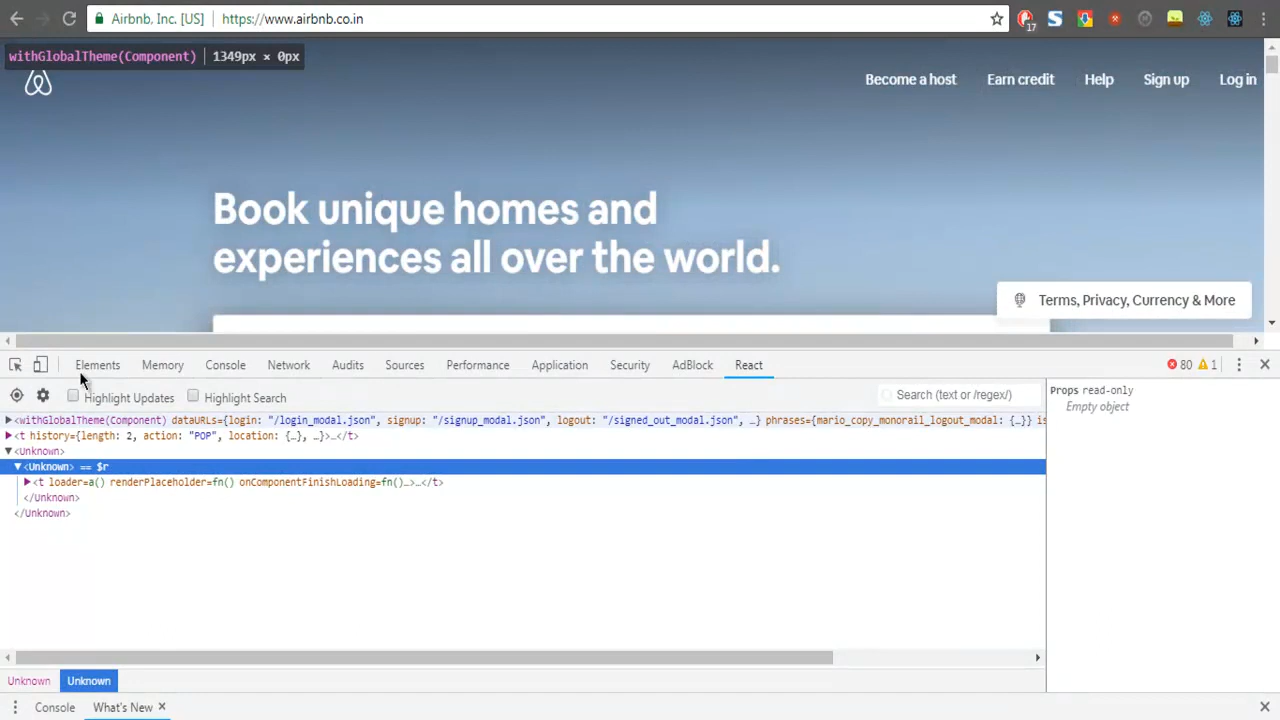 Airbnb, Inc. [US] https://www.airbnb.co.in
17
withGlobalTheme(Component) 1349px × 0px
Become a host Earn credit Help Sign up Log in
Book unique homes and
experiences all over the world.
Terms, Privacy, Currency & More
Elements Memory Console Network Audits Sources Performance Application Security AdBlock React 80 1
Highlight Updates Highlight Search Search (text or /regex/)
Props read-only
Empty object
<withGlobalTheme(Component) dataURLs={login: "/login_modal.json", signup: "/signup_modal.json", logout: "/signed_out_modal.json", …} phrases={mario_copy_monorail_logout_modal: {…}} is
<t history={length: 2, action: "POP", location: {…}, …}>…</t>
<Unknown>
<Unknown> == $r
<t loader=a() renderPlaceholder=fn() onComponentFinishLoading=fn()…>…</t>
</Unknown>
</Unknown>
Unknown Unknown
Console What's New